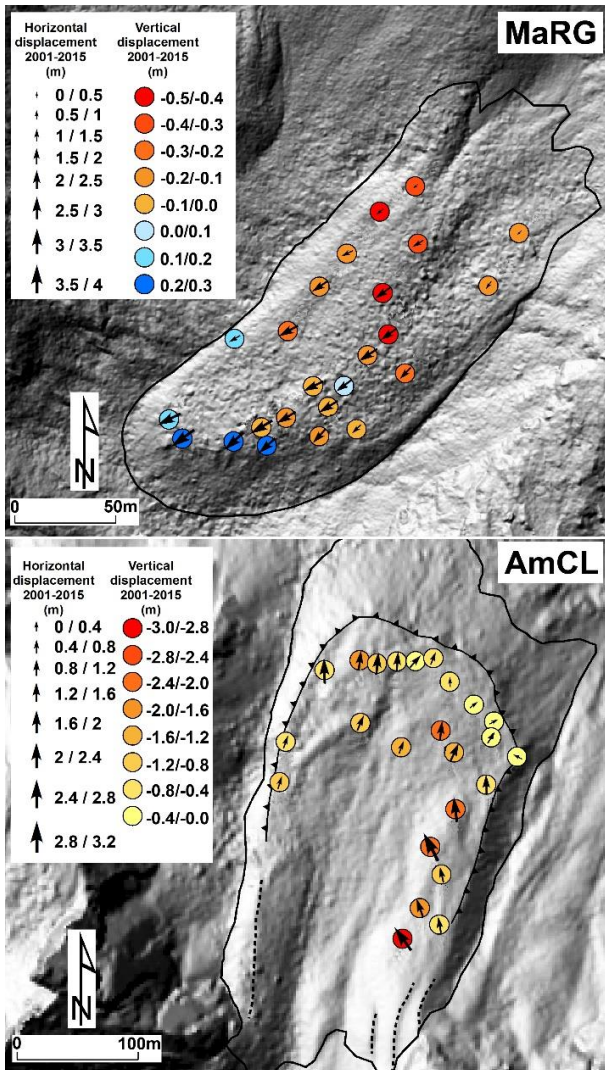 Horizontal Vertical
displacement displacement
2001-2015 2001-2015
(m) (m)
MaRG
0 / 0.5 -0.5/-0.4
0.5 / 1
1 / 1.5 -0.4/-0.3
1.5 / 2 -0.3/-0.2
2 / 2.5 -0.2/-0.1
2.5 / 3 -0.1/0.0
3 / 3.5 0.0/0.1
0.1/0.2
3.5 / 4 0.2/0.3
N
0 50m
Horizontal Vertical
displacement displacement
2001-2015 2001-2015
(m) (m)
AmCL
0 / 0.4 -3.0/-2.8
0.4 / 0.8
0.8 / 1.2 -2.8/-2.4
1.2 / 1.6 -2.4/-2.0
1.6 / 2 -2.0/-1.6
2 / 2.4 -1.6/-1.2
-1.2/-0.8
2.4 / 2.8 -0.8/-0.4
2.8 / 3.2 -0.4/-0.0
N
0 100m